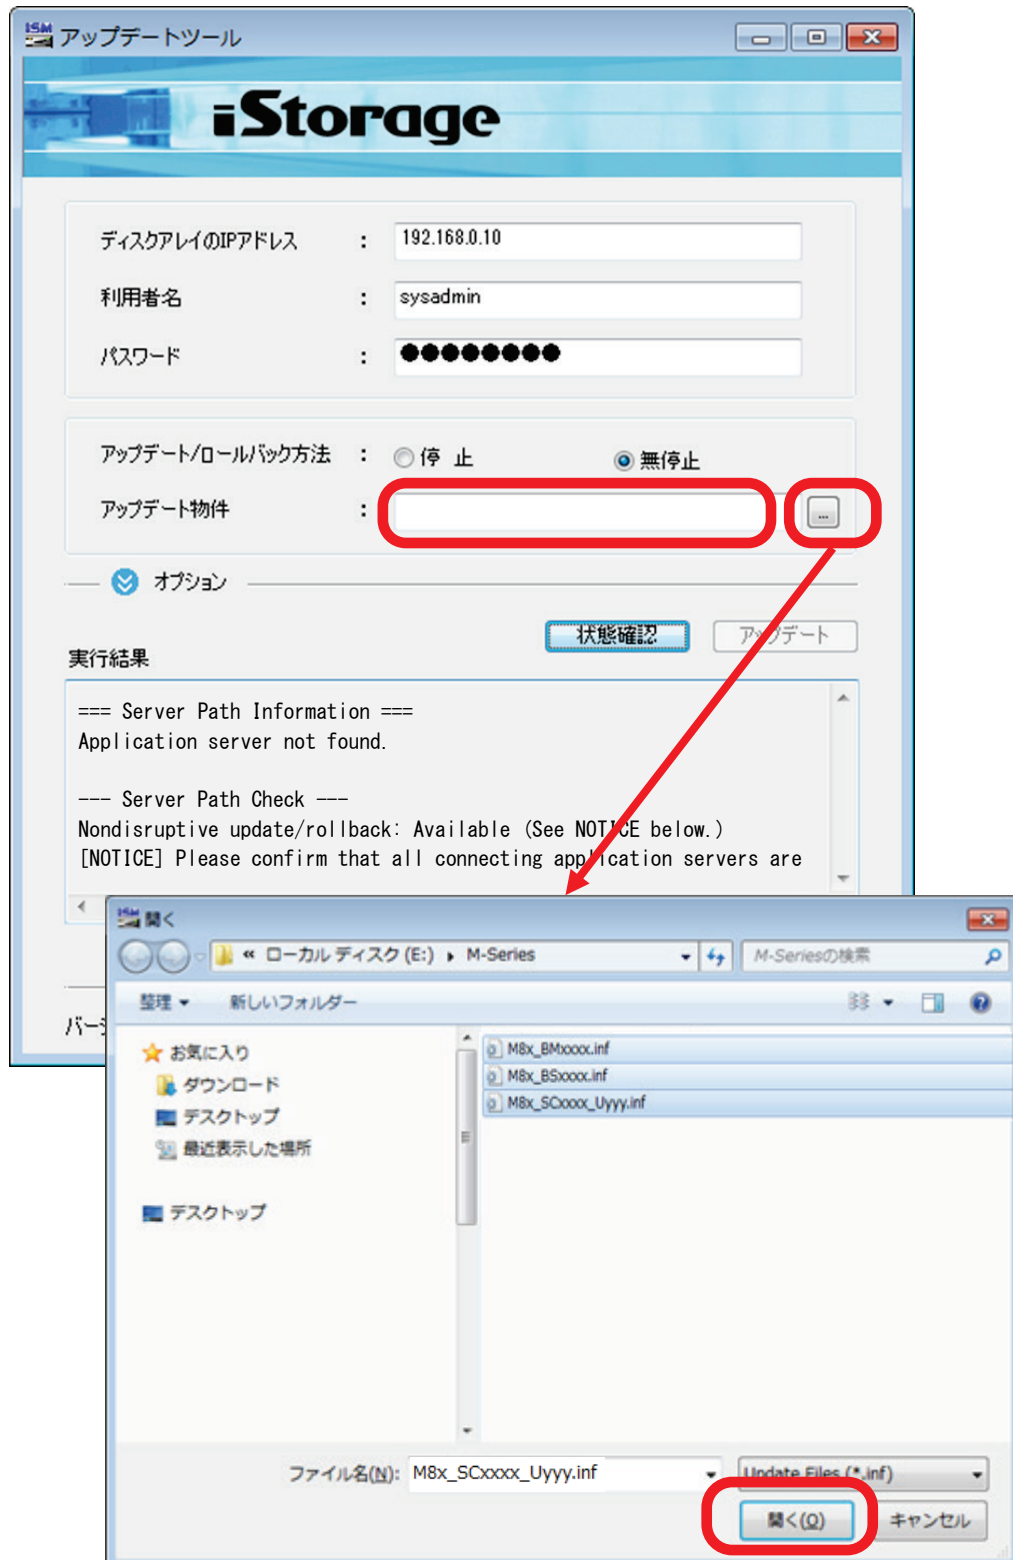 ISM アップデートツール
iStorage
ディスクアレイのIPアドレス : 192.168.0.10
利用者名 : sysadmin
パスワード : ●●●●●●●●
アップデート/ロールバック方法 : 停 止 無停止
アップデート物件 : ...
オプション
状態確認 アップデート
実行結果
=== Server Path Information ===
Application server not found.
--- Server Path Check ---
Nondisruptive update/rollback: Available (See NOTICE below.)
[NOTICE] Please confirm that all connecting application servers are
ISM 開く
« ローカル ディスク (E:) M-Series M-Seriesの検索
整理 新しいフォルダー
バージ
お気に入り
ダウンロード
デスクトップ
最近表示した場所
デスクトップ
M8x_BMxxxx.inf
M8x_BSxxxx.inf
M8x_SCxxxx_Uyyy.inf
ファイル名(N): M8x_SCxxxx_Uyyy.inf Update Files (*.inf)
開く(O) キャンセル